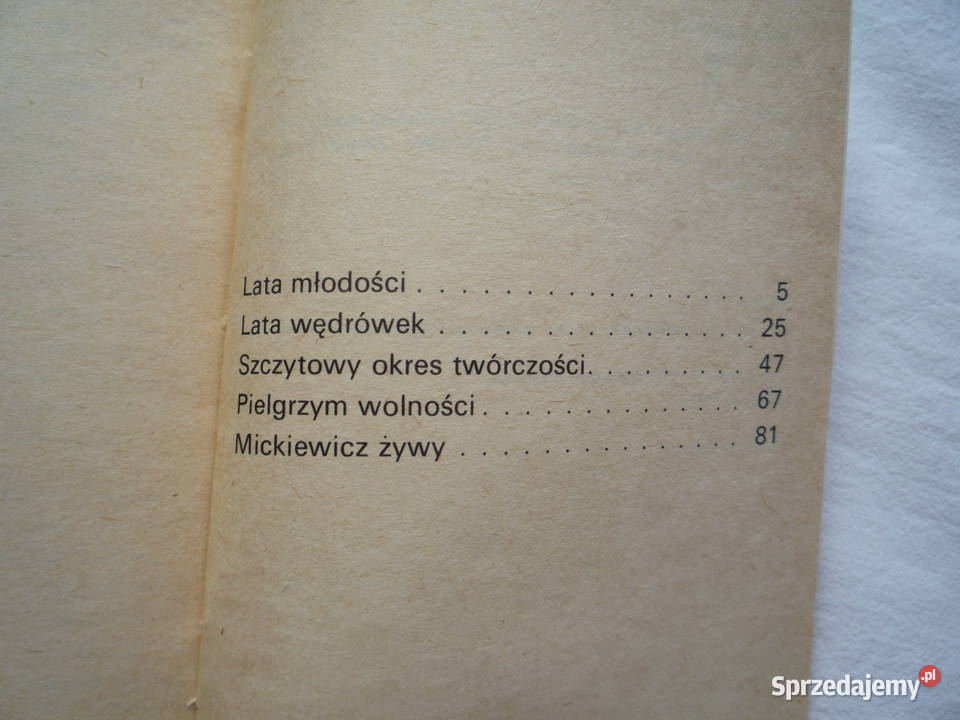 Lata młodości . . . . . . . . . . . . . . . . 5
Lata wędrówek . . . . . . . . . . . . . . . 25
Szczytowy okres twórczości. . . . . . . . . 47
Pielgrzym wolności . . . . . . . . . . . . . 67
Mickiewicz żywy . . . . . . . . . . . . . . 81
Sprzedajemy.pl